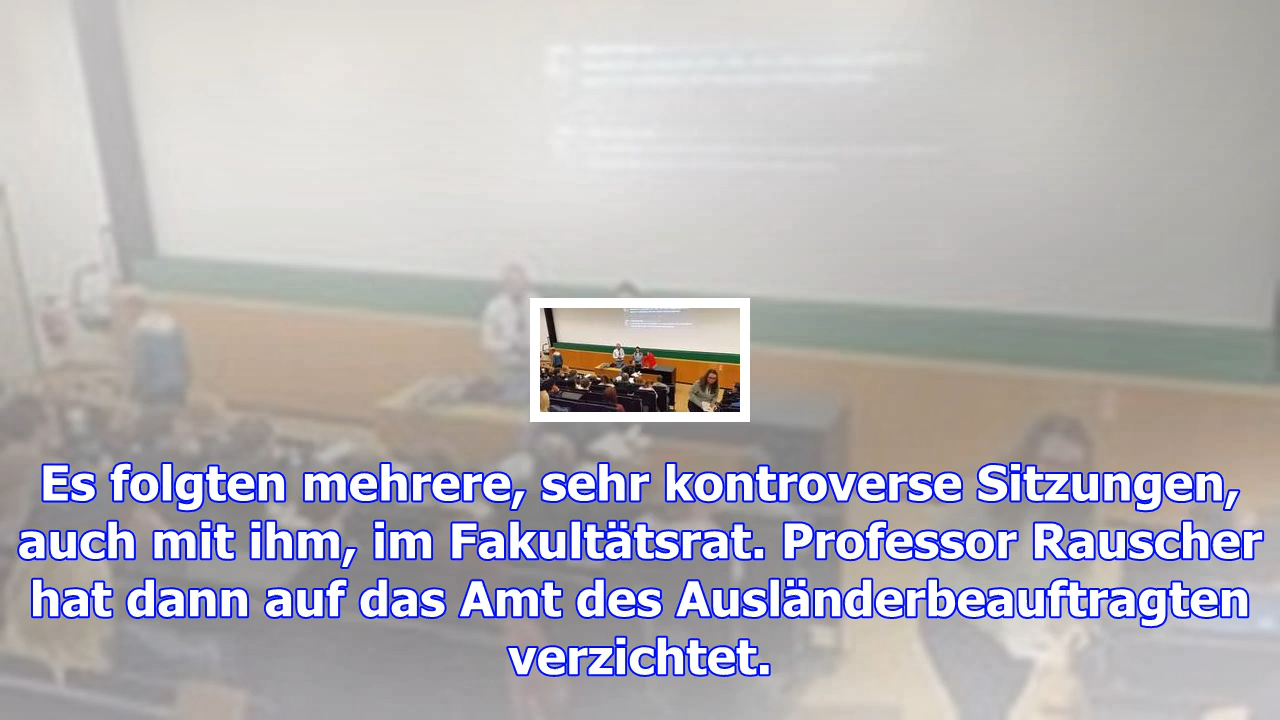 Es folgten mehrere, sehr kontroverse Sitzungen,
auch mit ihm, im Fakultätsrat. Professor Rauscher
hat dann auf das Amt des Ausländerbeauftragten
verzichtet.